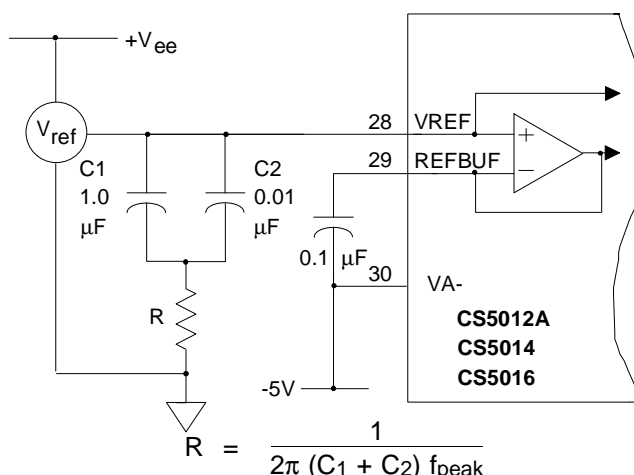 +Vee
Vref
28 VREF
29 REFBUF
+
−
C1
1.0
μF
C2
0.01
μF
0.1 μF
30
VA-
R
CS5012A
CS5014
CS5016
-5V
R = 1
2π (C1 + C2) fpeak